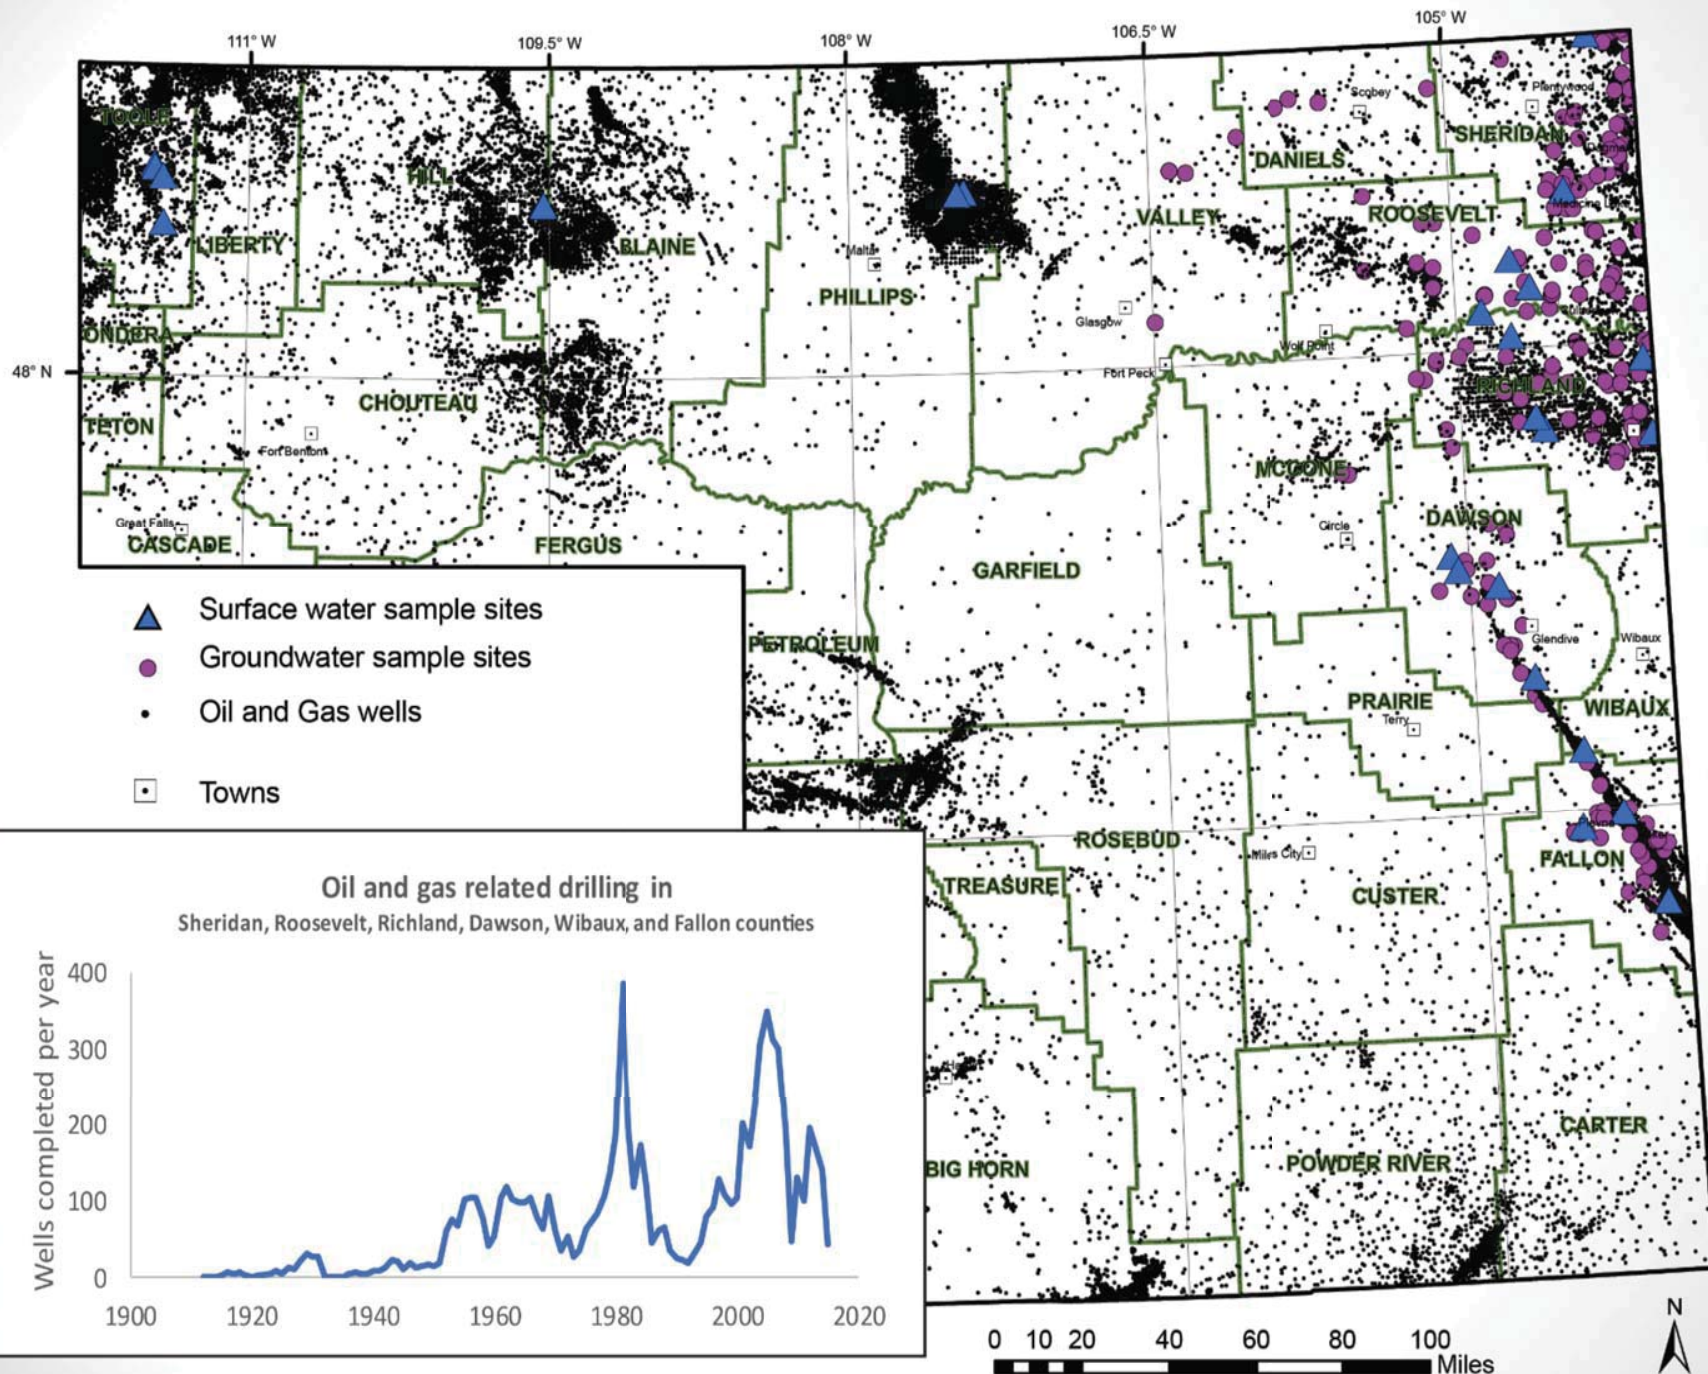 111° W
109.5° W
108° W
106.5° W
105° W
48° N
TOOLE
HILL
LIBERTY
BLAINE
PHILLIPS
Malta
VALLEY
DANIELS
Scobey
SHERIDAN
Plentywood
Medicine Lake
ROOSEVELT
Glasgow
Fort Peck
Wolf Point
RICHLAND
ONDERA
TETON
CHOUTEAU
Fort Benton
Great Falls
CASCADE
FERGUS
PETROLEUM
GARFIELD
MCCONE
Circle
DAWSON
Glendive
Wibaux
WIBAUX
PRAIRIE
Terry
ROSEBUD
Miles City
CUSTER
FALLON
TREASURE
BIG HORN
POWDER RIVER
CARTER
Surface water sample sites
Groundwater sample sites
Oil and Gas wells
Towns
Oil and gas related drilling in
Sheridan, Roosevelt, Richland, Dawson, Wibaux, and Fallon counties
Wells completed per year
400
300
200
100
0
1900 1920 1940 1960 1980 2000 2020
0 10 20 40 60 80 100
Miles
N